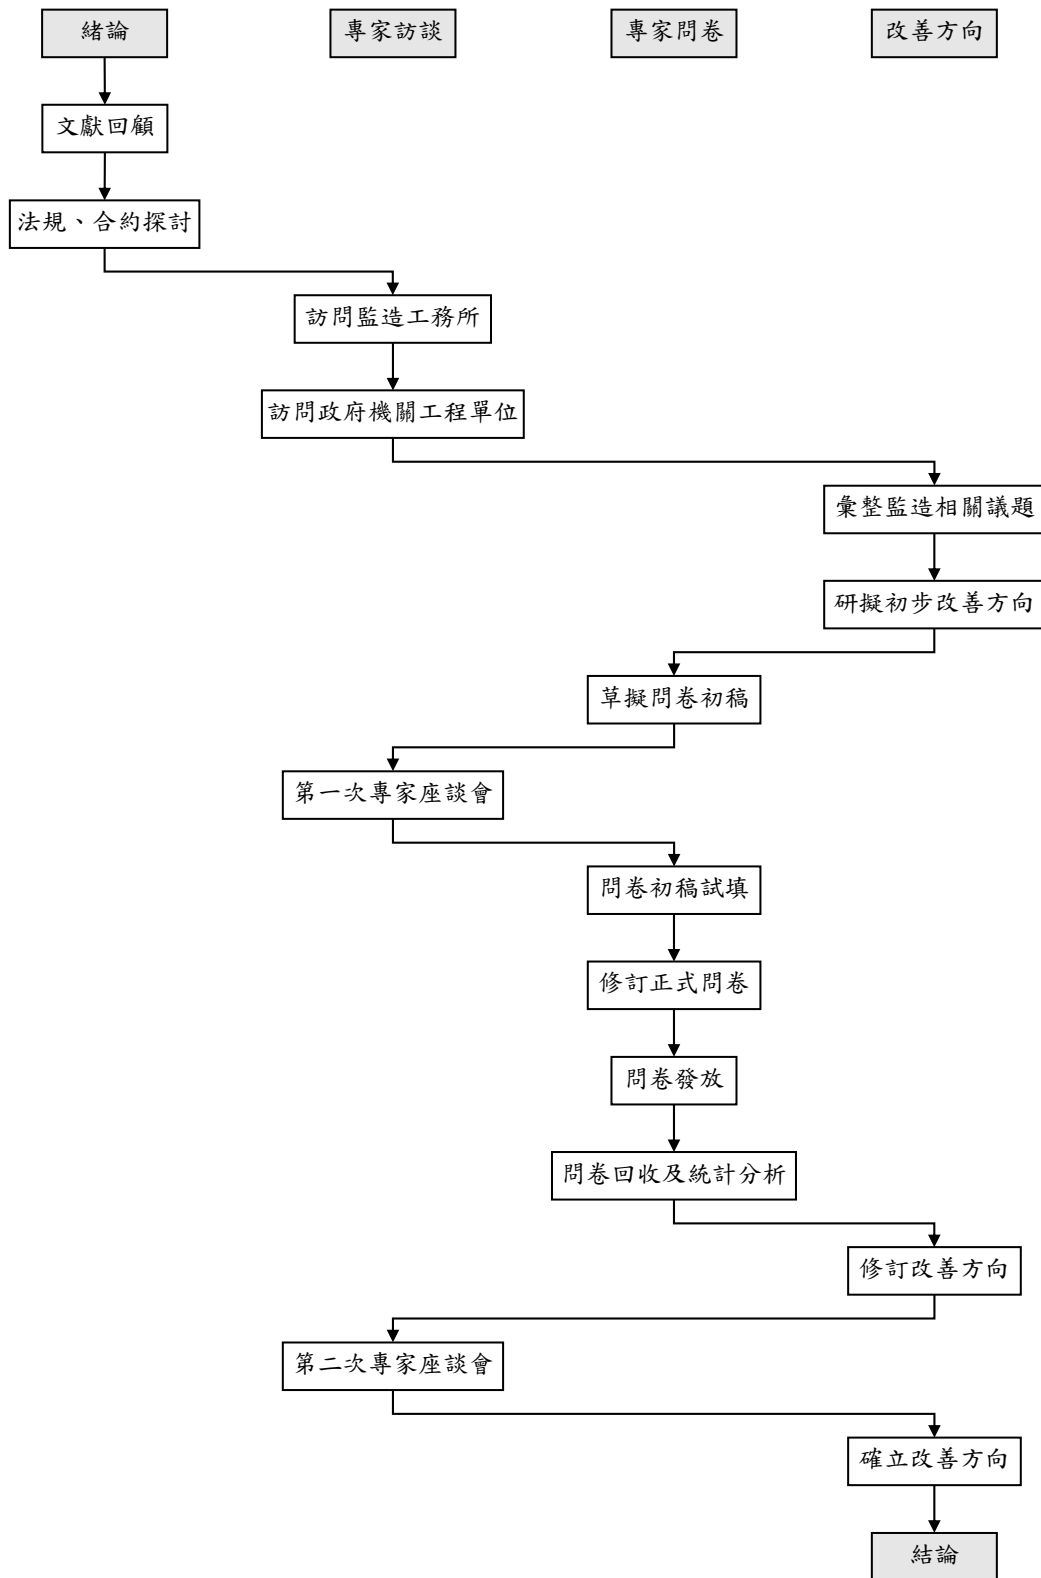 緒論
專家訪談
專家問卷
改善方向
文獻回顧
法規、合約探討
訪問監造工務所
訪問政府機關工程單位
彙整監造相關議題
研擬初步改善方向
草擬問卷初稿
第一次專家座談會
問卷初稿試填
修訂正式問卷
問卷發放
問卷回收及統計分析
修訂改善方向
第二次專家座談會
確立改善方向
結論